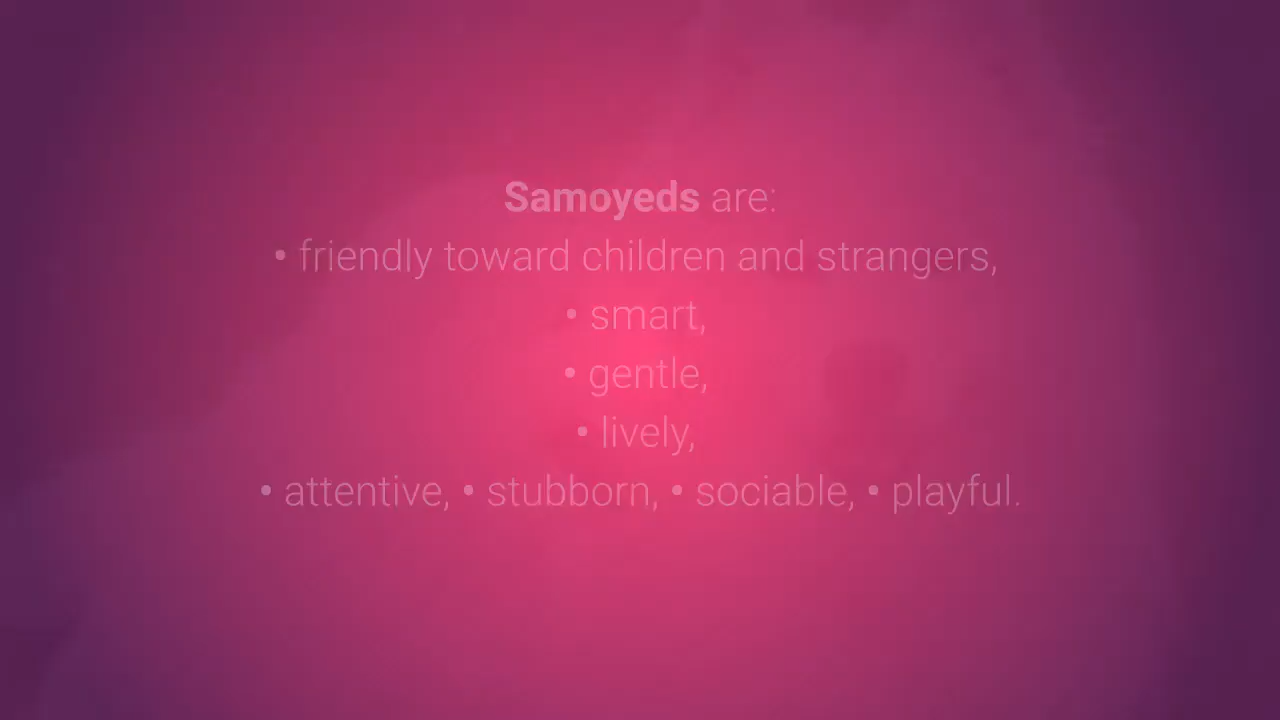 Samoyeds are:
• friendly toward children and strangers,
• smart,
• gentle,
• lively,
• attentive, • stubborn, • sociable, • playful.